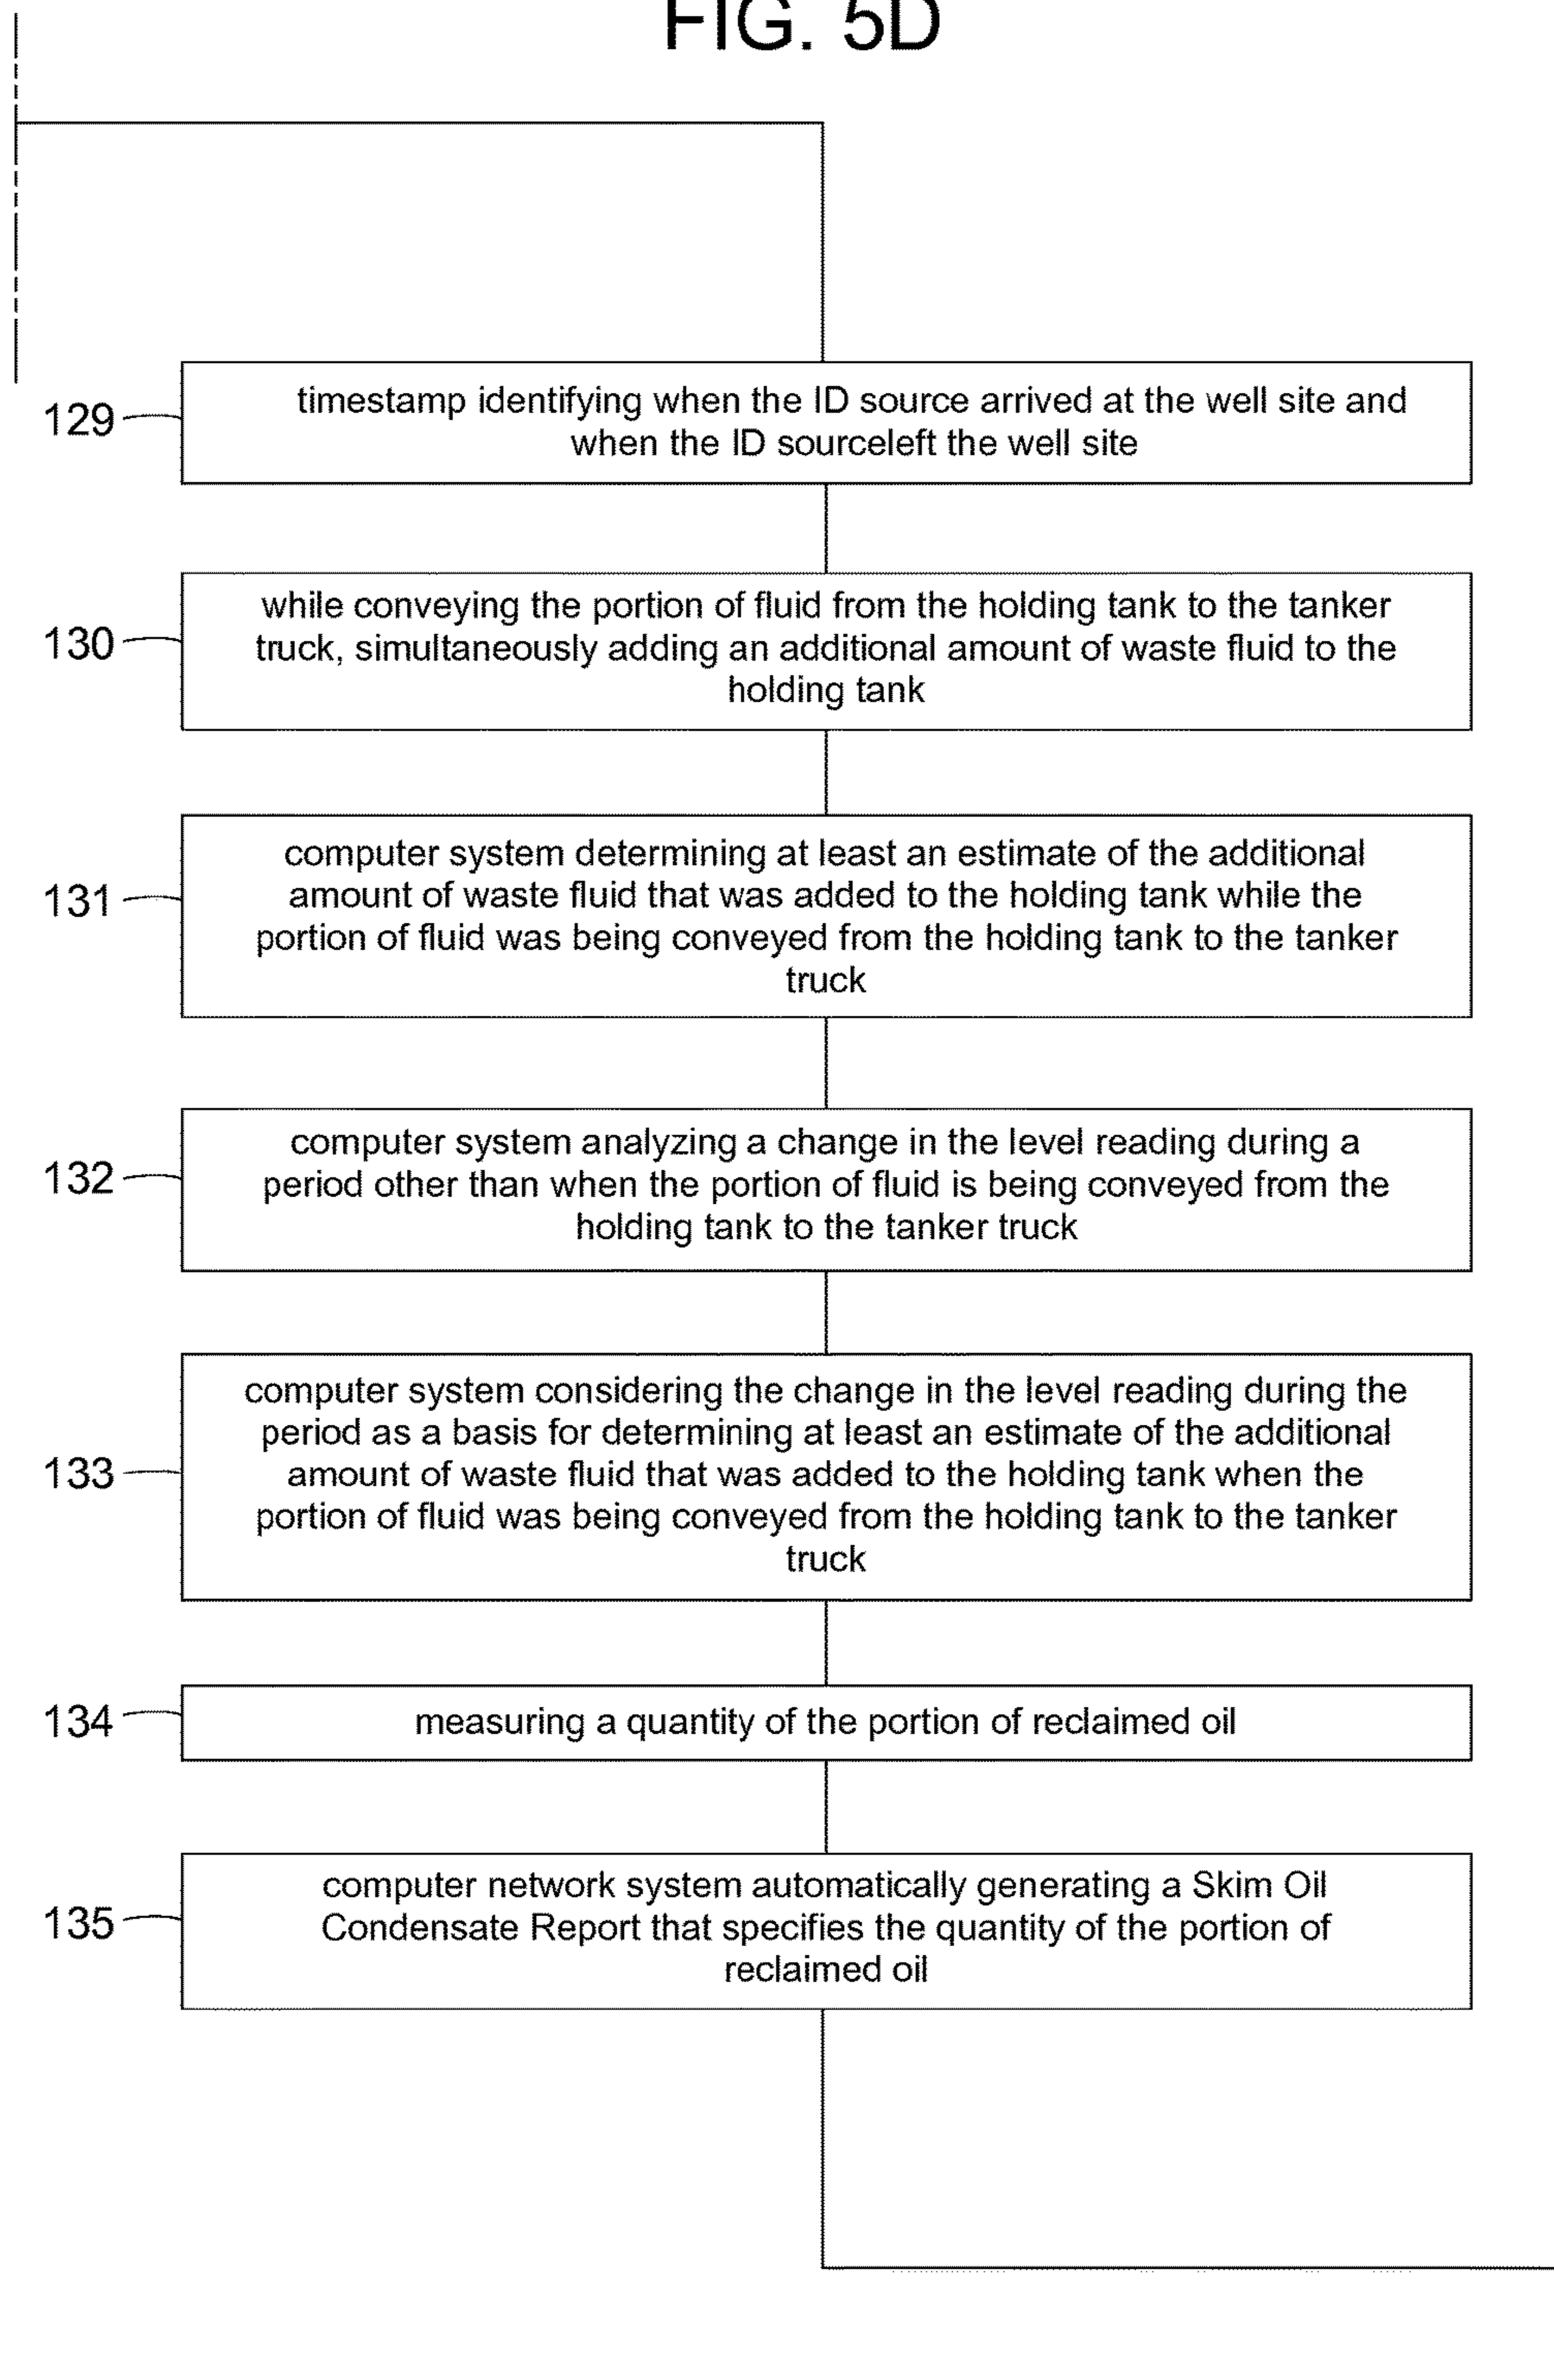 FIG. 5D
129
timestamp identifying when the ID source arrived at the well site and
when the ID sourceleft the well site
130
while conveying the portion of fluid from the holding tank to the tanker
truck, simultaneously adding an additional amount of waste fluid to the
holding tank
131
computer system determining at least an estimate of the additional
amount of waste fluid that was added to the holding tank while the
portion of fluid was being conveyed from the holding tank to the tanker
truck
132
computer system analyzing a change in the level reading during a
period other than when the portion of fluid is being conveyed from the
holding tank to the tanker truck
133
computer system considering the change in the level reading during the
period as a basis for determining at least an estimate of the additional
amount of waste fluid that was added to the holding tank when the
portion of fluid was being conveyed from the holding tank to the tanker
truck
134
measuring a quantity of the portion of reclaimed oil
135
computer network system automatically generating a Skim Oil
Condensate Report that specifies the quantity of the portion of
reclaimed oil